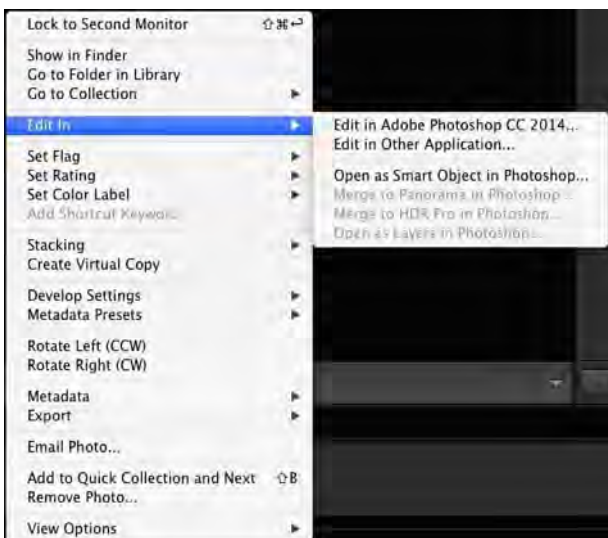 Lock to Second Monitor ⇧⌘↩
Show in Finder
Go to Folder in Library
Go to Collection
Edit In
Set Flag
Set Rating
Set Color Label
Add Shortcut Keywor...
Stacking
Create Virtual Copy
Develop Settings
Metadata Presets
Rotate Left (CCW)
Rotate Right (CW)
Metadata
Export
Email Photo...
Add to Quick Collection and Next ⇧B
Remove Photo...
View Options
Edit in Adobe Photoshop CC 2014...
Edit in Other Application...
Open as Smart Object in Photoshop...
Merge to Panorama in Photoshop...
Merge to HDR Pro in Photoshop...
Open as Layers in Photoshop...